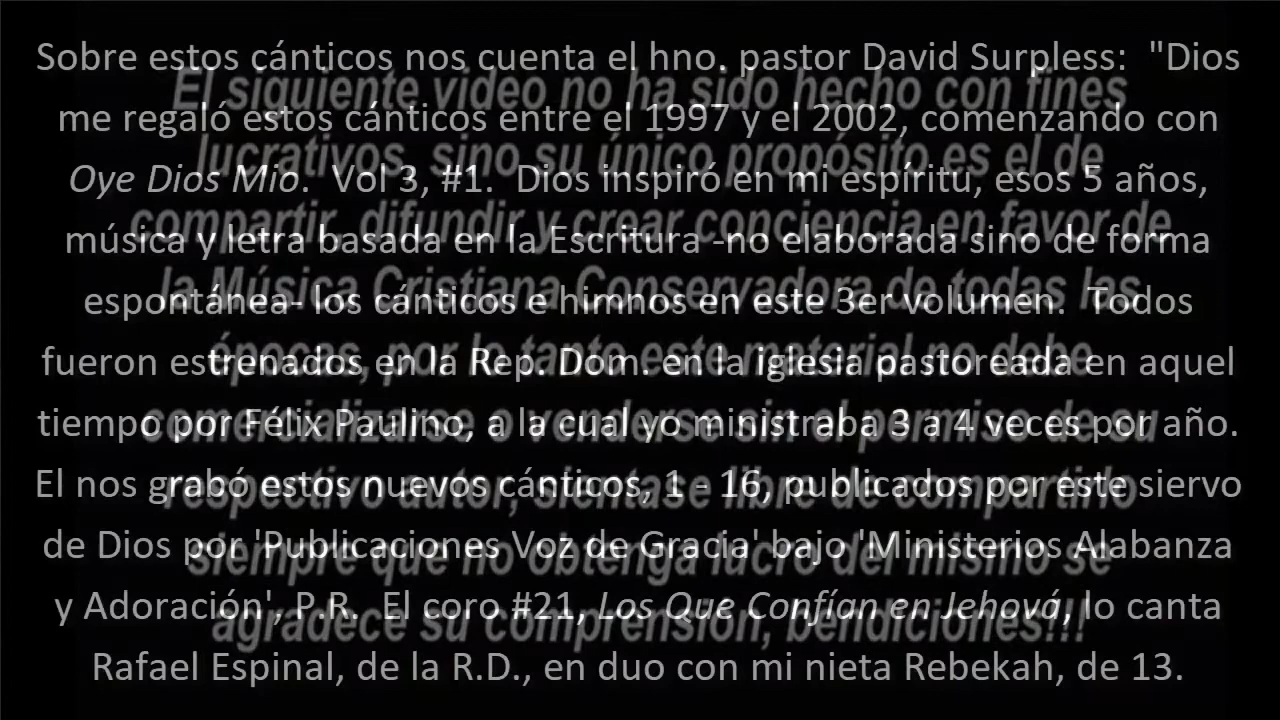 Sobre estos cánticos nos cuenta el hno. pastor David Surpless:  "Dios
me regaló estos cánticos entre el 1997 y el 2002, comenzando con
Oye Dios Mio.  Vol 3, #1.  Dios inspiró en mi espíritu, esos 5 años,
música y letra basada en la Escritura -no elaborada sino de forma
espontánea- los cánticos e himnos en este 3er volumen.  Todos
fueron estrenados en la Rep. Dom. en la iglesia pastoreada en aquel
tiempo por Félix Paulino, a la cual yo ministraba 3 a 4 veces por año.
El nos grabó estos nuevos cánticos, 1 - 16, publicados por este siervo
de Dios por 'Publicaciones Voz de Gracia' bajo 'Ministerios Alabanza
y Adoración', P.R.  El coro #21, Los Que Confían en Jehová, lo canta
Rafael Espinal, de la R.D., en duo con mi nieta Rebekah, de 13.
El siguiente video no ha sido hecho con fines
lucrativos, sino su único propósito es el de
compartir, difundir y crear conciencia en favor de
la Música Cristiana Conservadora de todas las
épocas, por lo tanto este material no debe
comercializarse o venderse sin el permiso de su
respectivo autor, sientase libre de compartirlo
siempre que no obtenga lucro del mismo se
agradece su comprensión, bendiciones!!!